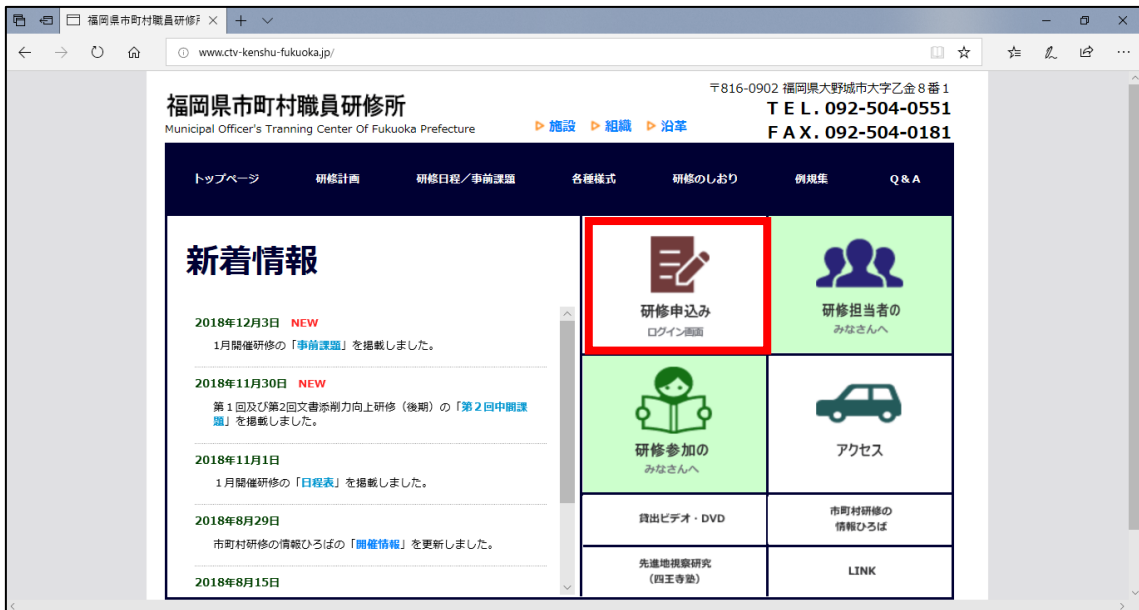 福岡県市町村職員研修
www.ctv-kenshu-fukuoka.jp/
〒816-0902 福岡県大野城市大字乙金8番1
福岡県市町村職員研修所
TEL. 092-504-0551
Municipal Officer's Tranning Center Of Fukuoka Prefecture
施設 組織 沿革
FAX. 092-504-0181
トップページ 研修計画 研修日程／事前課題 各種様式 研修のしおり 例規集 Q&A
新着情報
2018年12月3日 NEW
1月開催研修の「事前課題」を掲載しました。
2018年11月30日 NEW
第1回及び第2回文書添削力向上研修（後期）の「第2回中間課
題」を掲載しました。
2018年11月1日
1月開催研修の「日程表」を掲載しました。
2018年8月29日
市町村研修の情報ひろばの「開催情報」を更新しました。
2018年8月15日
研修申込み
ログイン画面
研修担当者の
みなさんへ
研修参加の
みなさんへ
アクセス
貸出ビデオ・DVD
市町村研修の
情報ひろば
先進地視察研究
（四王寺塾）
LINK